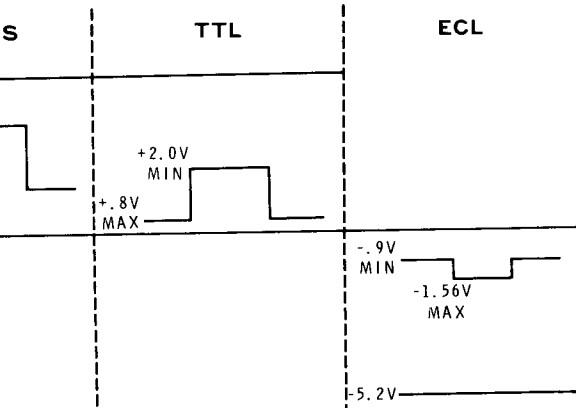 S
TTL
ECL
+2.0V
MIN
+.8V
MAX
-.9V
MIN
-1.56V
MAX
-5.2V